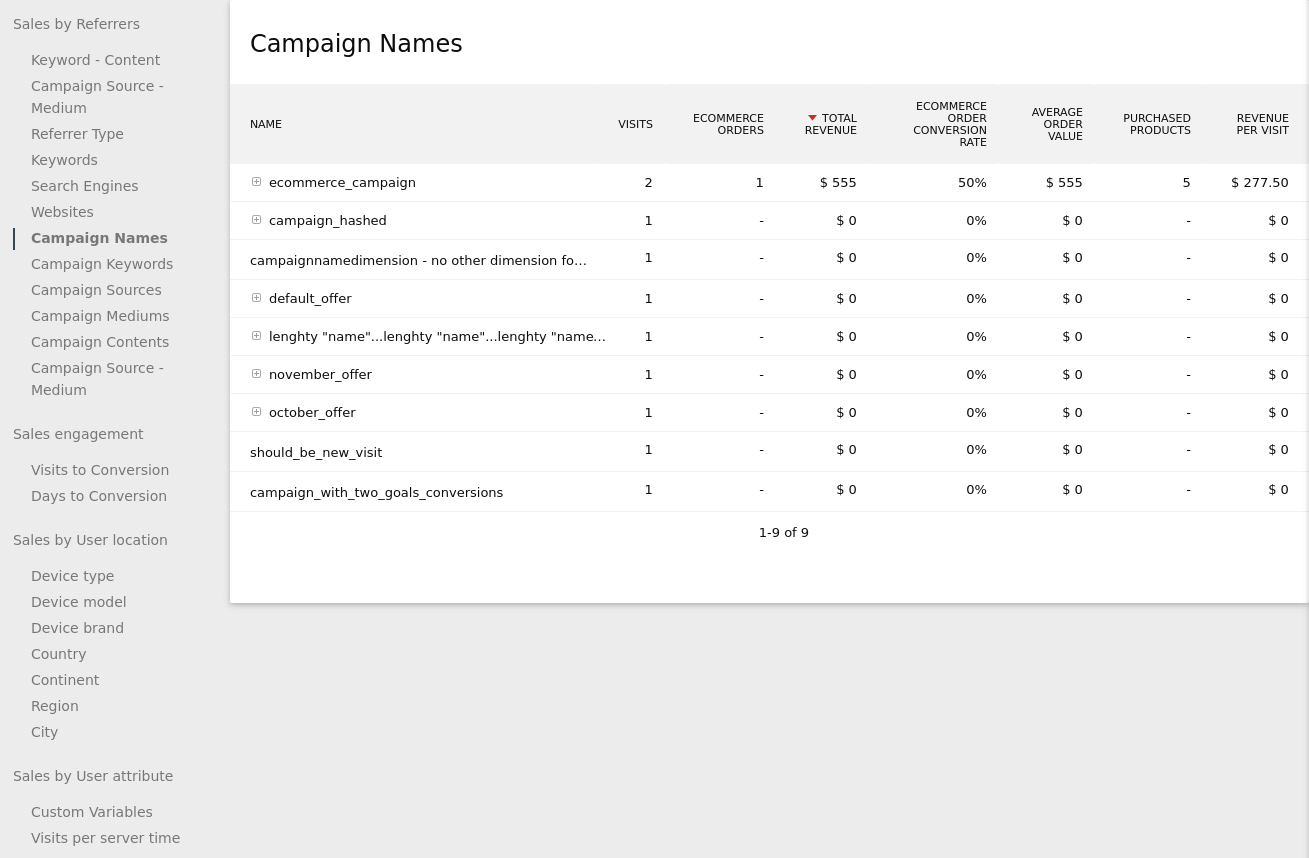 Sales by Referrers
Keyword - Content
Campaign Source -
Medium
Referrer Type
Keywords
Search Engines
Websites
Campaign Names
Campaign Keywords
Campaign Sources
Campaign Mediums
Campaign Contents
Campaign Source -
Medium
Sales engagement
Visits to Conversion
Days to Conversion
Sales by User location
Device type
Device model
Device brand
Country
Continent
Region
City
Sales by User attribute
Custom Variables
Visits per server time
Campaign Names
NAME VISITS ECOMMERCE ORDERS TOTAL REVENUE ECOMMERCE ORDER CONVERSION RATE AVERAGE ORDER VALUE PURCHASED PRODUCTS REVENUE PER VISIT
ecommerce_campaign 2 1 $ 555 50% $ 555 5 $ 277.50
campaign_hashed 1 - $ 0 0% $ 0 - $ 0
campaignnamedimension - no other dimension fo... 1 - $ 0 0% $ 0 - $ 0
default_offer 1 - $ 0 0% $ 0 - $ 0
lenghty "name"...lenghty "name"...lenghty "name... 1 - $ 0 0% $ 0 - $ 0
november_offer 1 - $ 0 0% $ 0 - $ 0
october_offer 1 - $ 0 0% $ 0 - $ 0
should_be_new_visit 1 - $ 0 0% $ 0 - $ 0
campaign_with_two_goals_conversions 1 - $ 0 0% $ 0 - $ 0
1-9 of 9